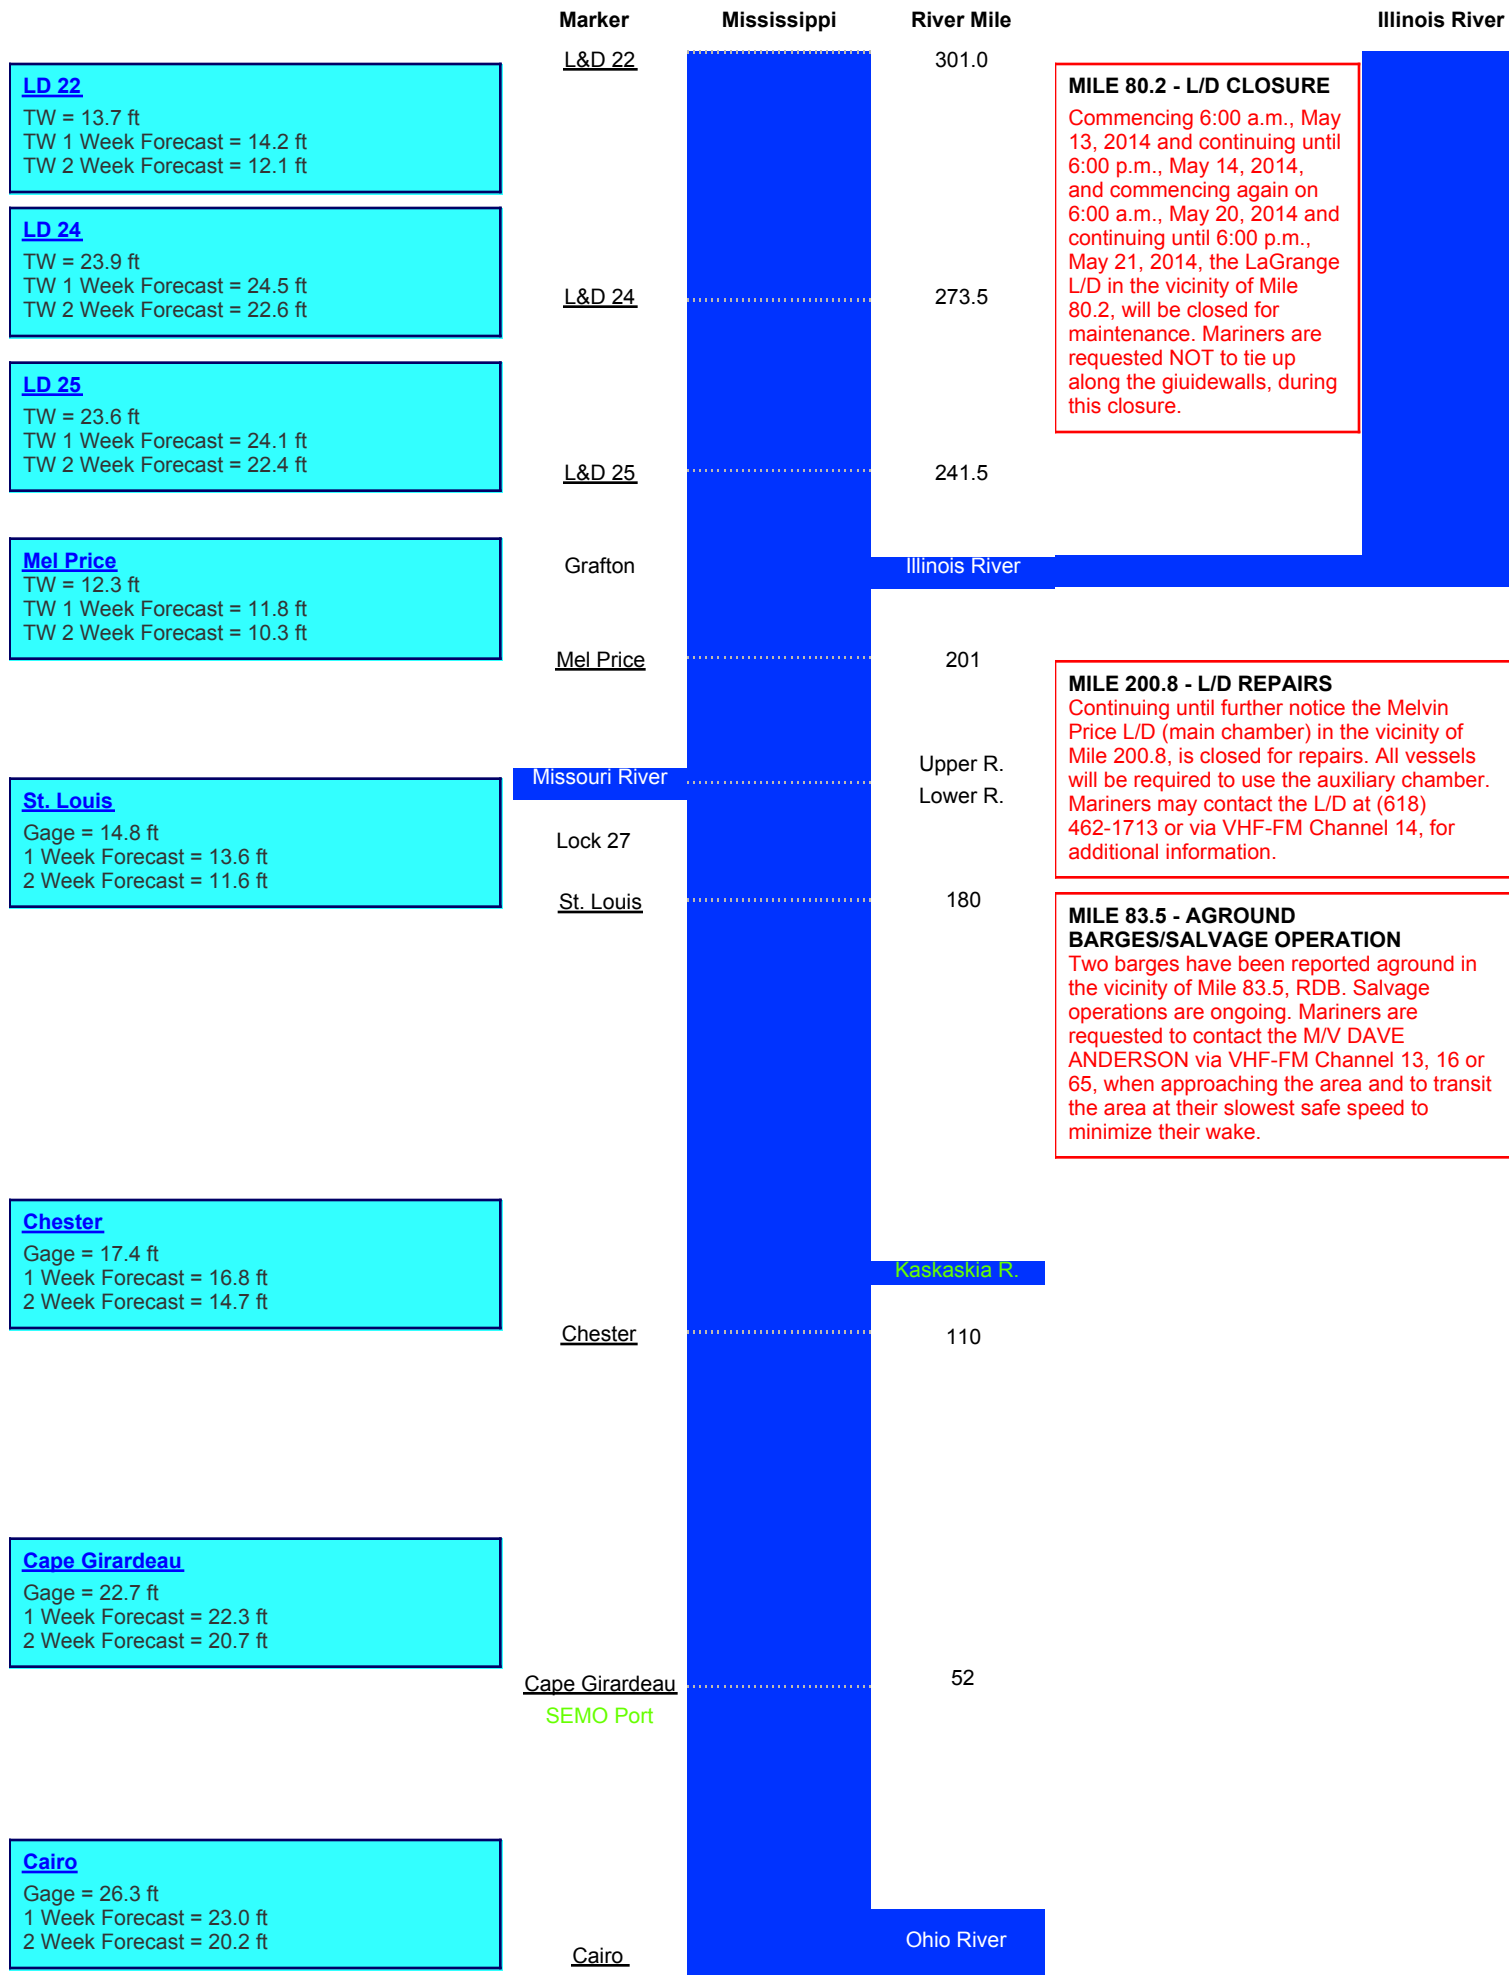 Marker Mississippi River Mile Illinois River
L&D 22 301.0
LD 22
TW = 13.7 ft
TW 1 Week Forecast = 14.2 ft
TW 2 Week Forecast = 12.1 ft
MILE 80.2 - L/D CLOSURE
Commencing 6:00 a.m., May
13, 2014 and continuing until
6:00 p.m., May 14, 2014,
and commencing again on
6:00 a.m., May 20, 2014 and
continuing until 6:00 p.m.,
May 21, 2014, the LaGrange
L/D in the vicinity of Mile
80.2, will be closed for
maintenance. Mariners are
requested NOT to tie up
along the giuidewalls, during
this closure.
LD 24
TW = 23.9 ft
TW 1 Week Forecast = 24.5 ft
TW 2 Week Forecast = 22.6 ft
L&D 24 273.5
LD 25
TW = 23.6 ft
TW 1 Week Forecast = 24.1 ft
TW 2 Week Forecast = 22.4 ft
L&D 25 241.5
Mel Price
TW = 12.3 ft
TW 1 Week Forecast = 11.8 ft
TW 2 Week Forecast = 10.3 ft
Grafton Illinois River
Mel Price 201
MILE 200.8 - L/D REPAIRS
Continuing until further notice the Melvin
Price L/D (main chamber) in the vicinity of
Mile 200.8, is closed for repairs. All vessels
will be required to use the auxiliary chamber.
Mariners may contact the L/D at (618)
462-1713 or via VHF-FM Channel 14, for
additional information.
Upper R.
Missouri River
Lower R.
St. Louis
Gage = 14.8 ft
1 Week Forecast = 13.6 ft
2 Week Forecast = 11.6 ft
Lock 27
St. Louis 180
MILE 83.5 - AGROUND
BARGES/SALVAGE OPERATION
Two barges have been reported aground in
the vicinity of Mile 83.5, RDB. Salvage
operations are ongoing. Mariners are
requested to contact the M/V DAVE
ANDERSON via VHF-FM Channel 13, 16 or
65, when approaching the area and to transit
the area at their slowest safe speed to
minimize their wake.
Chester
Gage = 17.4 ft
1 Week Forecast = 16.8 ft
2 Week Forecast = 14.7 ft
Kaskaskia R.
Chester 110
Cape Girardeau
Gage = 22.7 ft
1 Week Forecast = 22.3 ft
2 Week Forecast = 20.7 ft
Cape Girardeau 52
SEMO Port
Cairo
Gage = 26.3 ft
1 Week Forecast = 23.0 ft
2 Week Forecast = 20.2 ft
Ohio River
Cairo